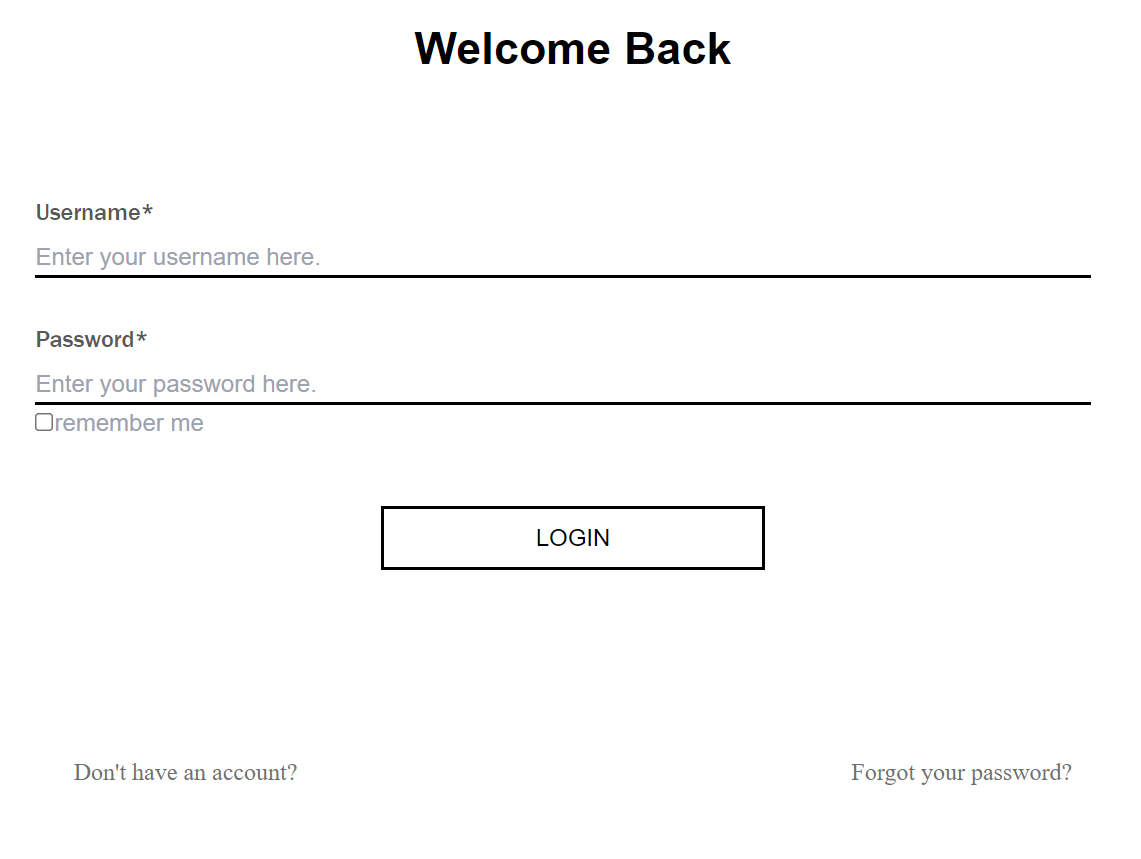 Welcome Back
Username*
Enter your username here.
Password*
Enter your password here.
remember me
LOGIN
Don't have an account?
Forgot your password?